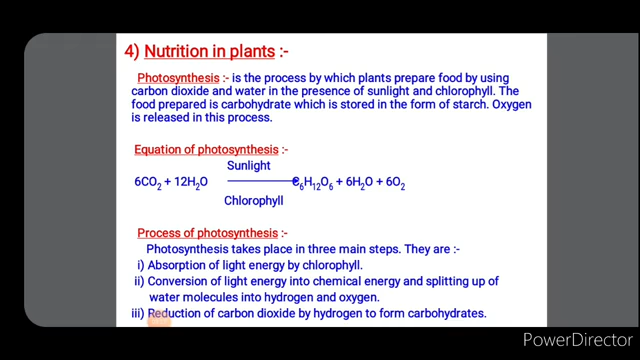 4) Nutrition in plants :-
Photosynthesis :- is the process by which plants prepare food by using
carbon dioxide and water in the presence of sunlight and chlorophyll. The
food prepared is carbohydrate which is stored in the form of starch. Oxygen
is released in this process.
Equation of photosynthesis :-
Sunlight
6CO₂ + 12H₂O ⟶ C₆H₁₂O₆ + 6H₂O + 6O₂
Chlorophyll
Process of photosynthesis :-
Photosynthesis takes place in three main steps. They are :-
i) Absorption of light energy by chlorophyll.
ii) Conversion of light energy into chemical energy and splitting up of
water molecules into hydrogen and oxygen.
iii) Reduction of carbon dioxide by hydrogen to form carbohydrates.
PowerDirector